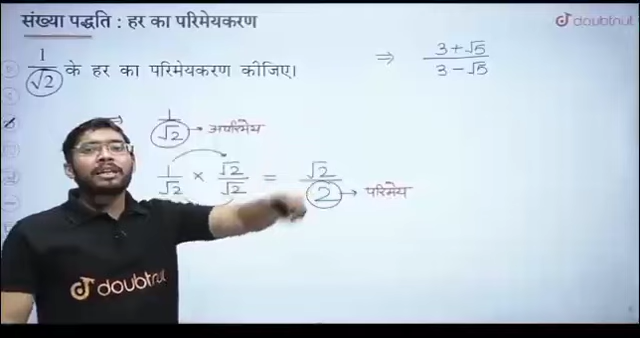 संख्या पद्धति : हर का परिमेयकरण
doubtnut
1/√2 के हर का परिमेयकरण कीजिए।
⇒ 3+√5 / 3-√5
1/√2 → अपरिमेय
1/√2 × √2/√2 = √2/2 → परिमेय
doubtnut